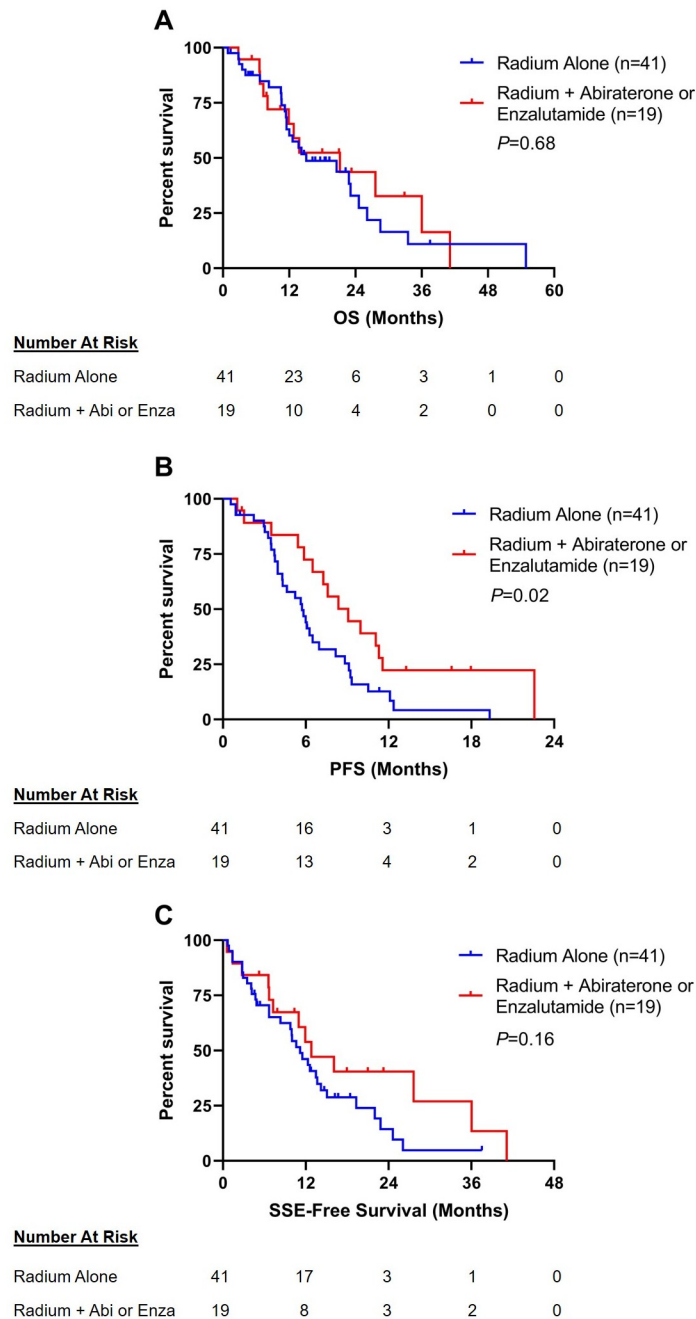 A
Percent survival
100
75
50
25
0
0 12 24 36 48 60
OS (Months)
Radium Alone (n=41)
Radium + Abiraterone or
Enzalutamide (n=19)
P=0.68
Number At Risk
Radium Alone 41 23 6 3 1 0
Radium + Abi or Enza 19 10 4 2 0 0
B
Percent survival
100
75
50
25
0
0 6 12 18 24
PFS (Months)
Radium Alone (n=41)
Radium + Abiraterone or
Enzalutamide (n=19)
P=0.02
Number At Risk
Radium Alone 41 16 3 1 0
Radium + Abi or Enza 19 13 4 2 0
C
Percent survival
100
75
50
25
0
0 12 24 36 48
SSE-Free Survival (Months)
Radium Alone (n=41)
Radium + Abiraterone or
Enzalutamide (n=19)
P=0.16
Number At Risk
Radium Alone 41 17 3 1 0
Radium + Abi or Enza 19 8 3 2 0